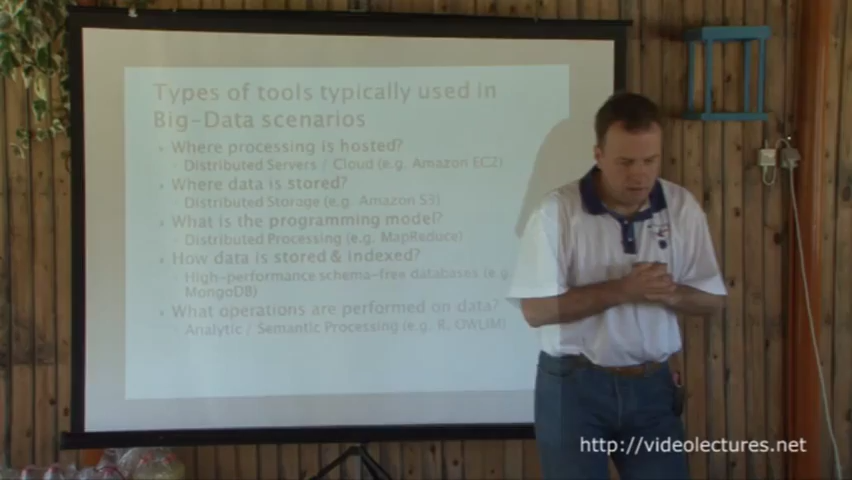 Types of tools typically used in
Big-Data scenarios
Where processing is hosted?
Distributed Servers / Cloud (e.g. Amazon EC2)
Where data is stored?
Distributed Storage (e.g. Amazon S3)
What is the programming model?
Distributed Processing (e.g. MapReduce)
How data is stored & indexed?
High-performance schema-free databases (e.g.
MongoDB)
What operations are performed on data?
Analytic / Semantic Processing (e.g. R, OWLIM)
http://videolectures.net